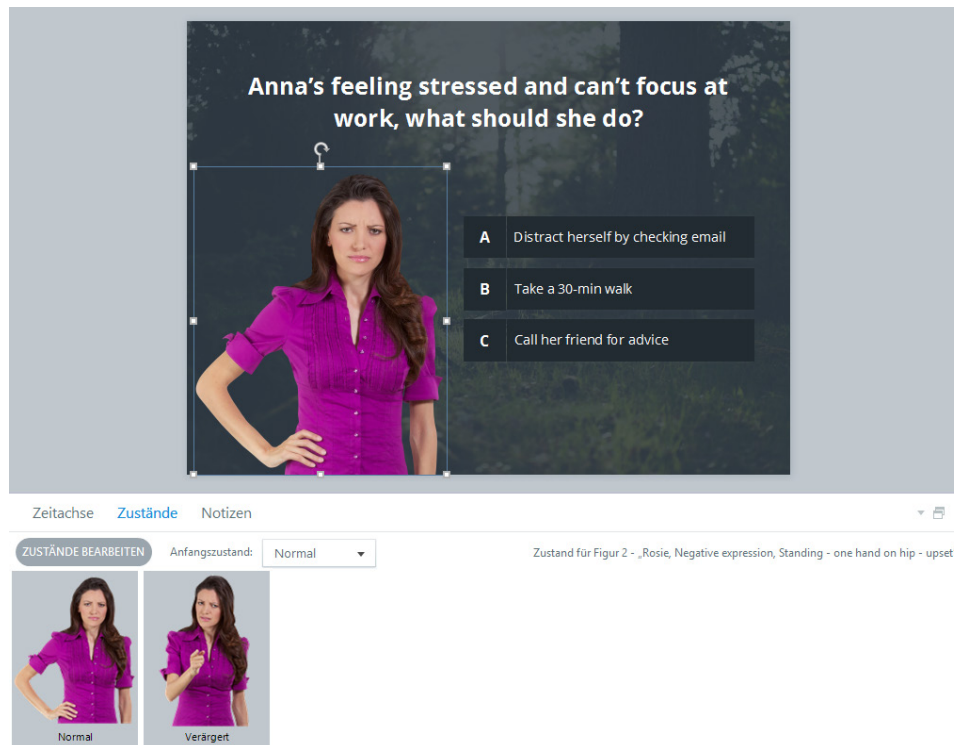 Anna's feeling stressed and can't focus at
work, what should she do?
A Distract herself by checking email
B Take a 30-min walk
C Call her friend for advice
Zeitachse Zustände Notizen
ZUSTÄNDE BEARBEITEN Anfangszustand: Normal Zustand für Figur 2 - „Rosie, Negative expression, Standing - one hand on hip - upset
Normal Verärgert